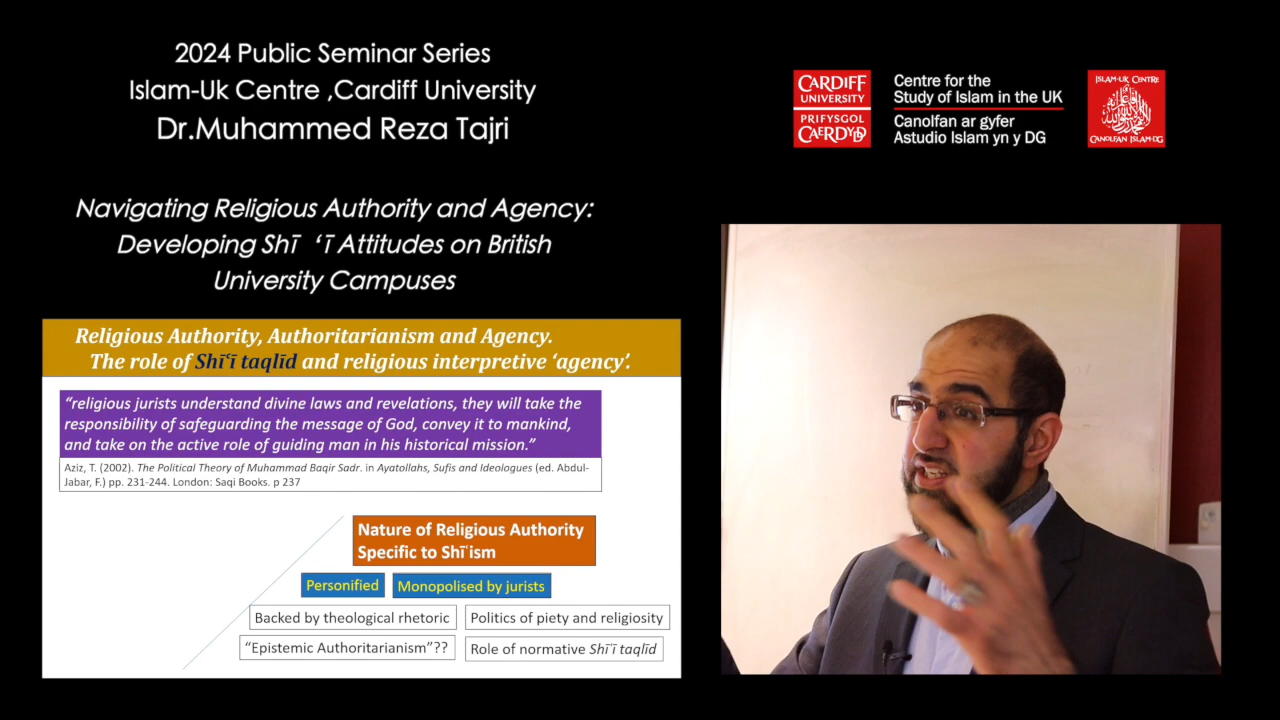 2024 Public Seminar Series
Islam-Uk Centre ,Cardiff University
Dr.Muhammed Reza Tajri
Navigating Religious Authority and Agency:
Developing Shī ‘ī Attitudes on British
University Campuses
CARDIFF
UNIVERSITY
PRIFYSGOL
CAERDYDD
Centre for the
Study of Islam in the UK
Canolfan ar gyfer
Astudio Islam yn y DG
ISLAM-UK CENTRE
CANOLFAN ISLAM-DG
Religious Authority, Authoritarianism and Agency.
The role of Shīʿī taqlīd and religious interpretive ‘agency’.
“religious jurists understand divine laws and revelations, they will take the
responsibility of safeguarding the message of God, convey it to mankind,
and take on the active role of guiding man in his historical mission.”
Aziz, T. (2002). The Political Theory of Muhammad Baqir Sadr. in Ayatollahs, Sufis and Ideologues (ed. Abdul-
Jabar, F.) pp. 231-244. London: Saqi Books. p 237
Nature of Religious Authority
Specific to Shīʿism
Personified
Monopolised by jurists
Backed by theological rhetoric
Politics of piety and religiosity
“Epistemic Authoritarianism”??
Role of normative Shīʿī taqlīd